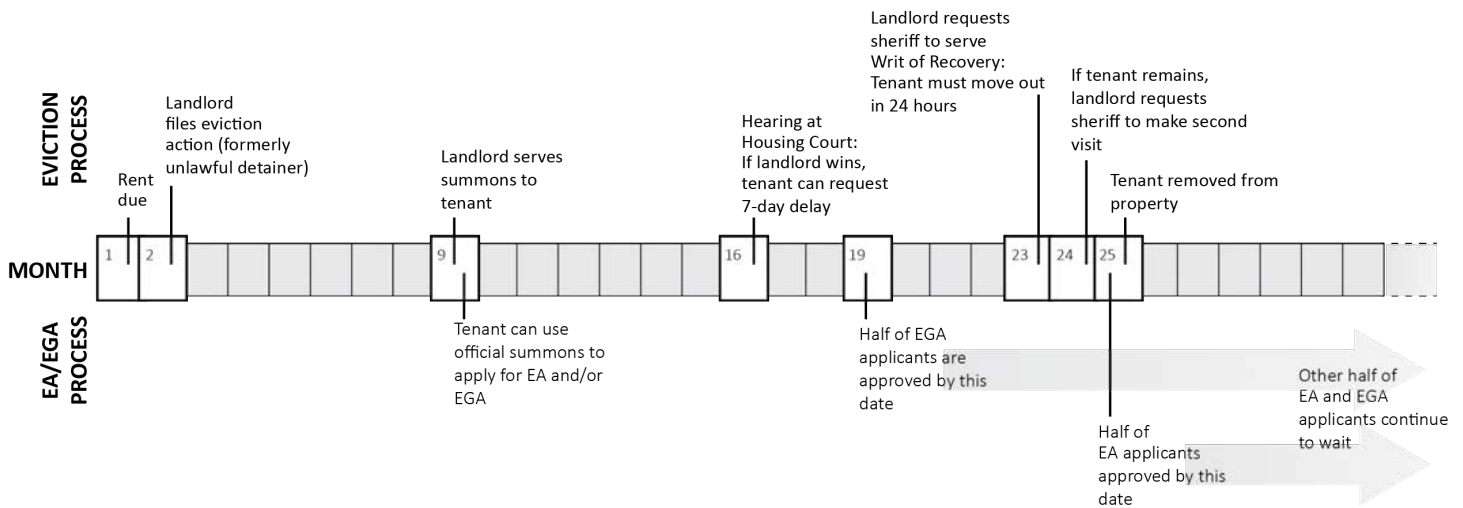 EVICTION
PROCESS
Rent
due
Landlord
files eviction
action (formerly
unlawful detainer)
Landlord serves
summons to
tenant
Hearing at
Housing Court:
If landlord wins,
tenant can request
7-day delay
Landlord requests
sheriff to serve
Writ of Recovery:
Tenant must move out
in 24 hours
If tenant remains,
landlord requests
sheriff to make second
visit
Tenant removed from
property
MONTH
1
2
9
16
19
23
24
25
EA/EGA
PROCESS
Tenant can use
official summons to
apply for EA and/or
EGA
Half of EGA
applicants are
approved by this
date
Half of
EA applicants
approved by this
date
Other half of
EA and EGA
applicants continue
to wait